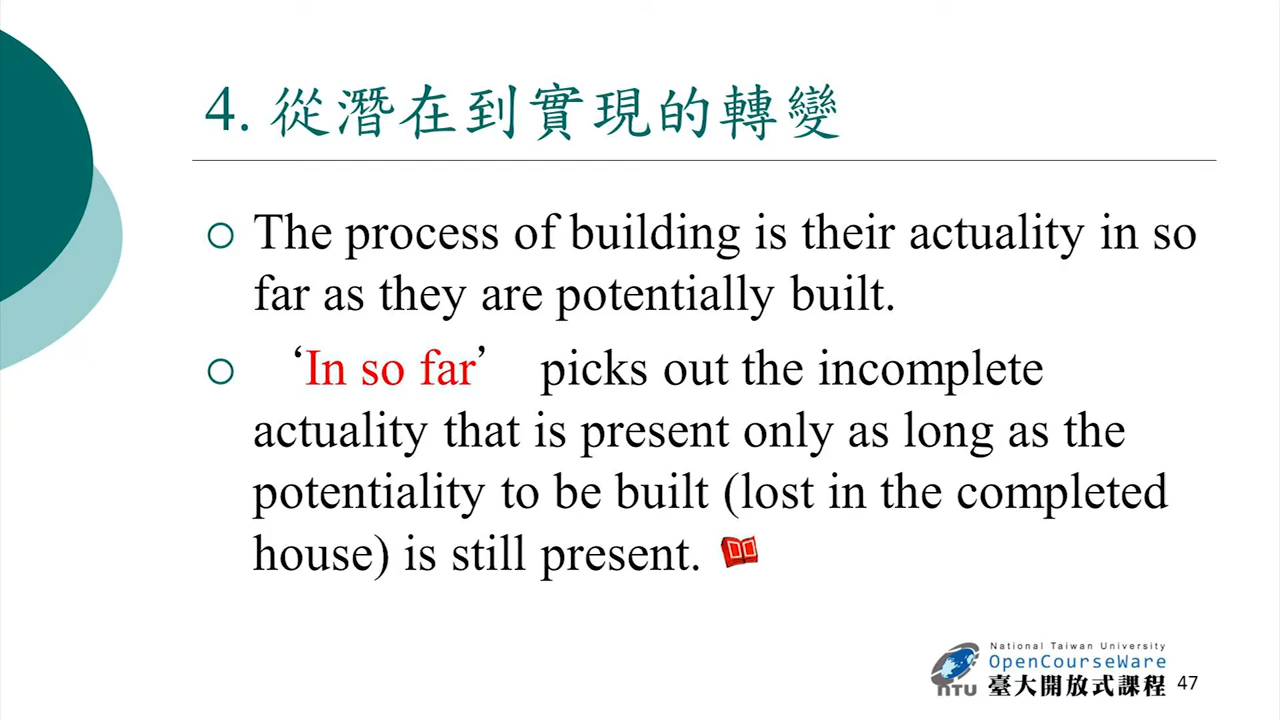 4. 從潛在到實現的轉變
The process of building is their actuality in so
far as they are potentially built.
‘In so far’ picks out the incomplete
actuality that is present only as long as the
potentiality to be built (lost in the completed
house) is still present.
National Taiwan University
OpenCourseWare
NTU 臺大開放式課程 47